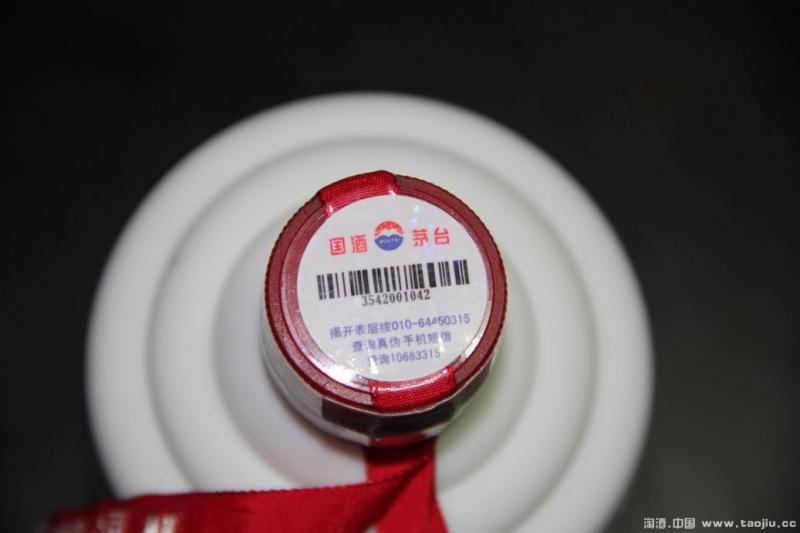 国酒 MOUTAI 茅台
3542001042
揭开表层拨010-64450315
查询真伪手机短信
查询10663315
淘酒.中国 www.taojiu.cc